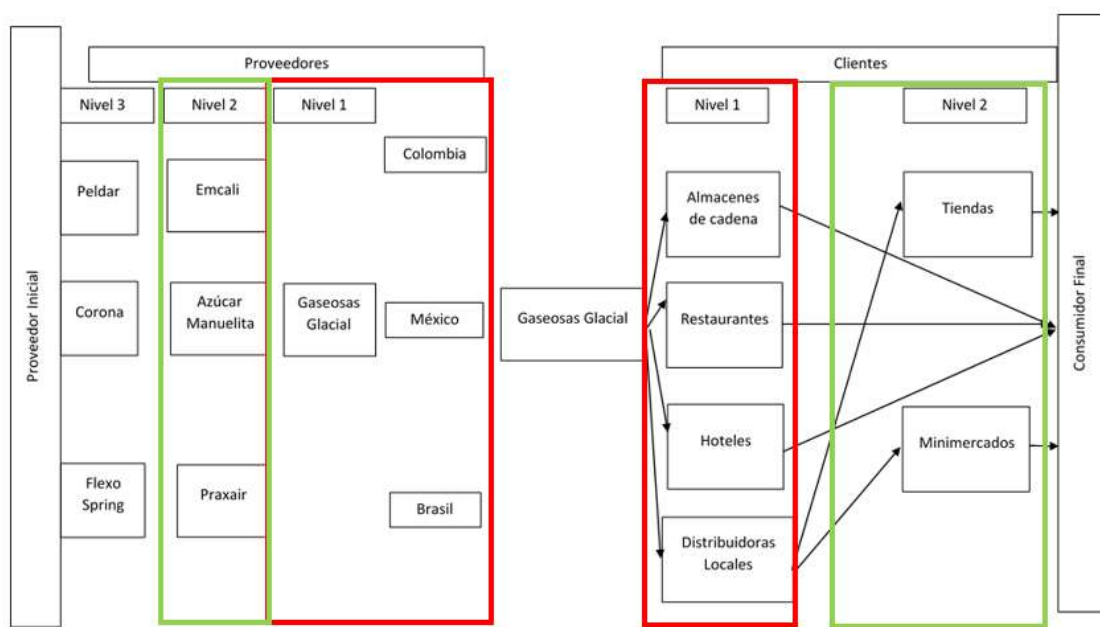 Proveedor Inicial
Proveedores
Nivel 3
Nivel 2
Nivel 1
Peldar
Corona
Flexo
Spring
Emcali
Azúcar
Manuelita
Praxair
Gaseosas
Glacial
Colombia
México
Brasil
Gaseosas Glacial
Clientes
Nivel 1
Nivel 2
Almacenes
de cadena
Restaurantes
Hoteles
Distribuidoras
Locales
Tiendas
Minimercados
Consumidor Final